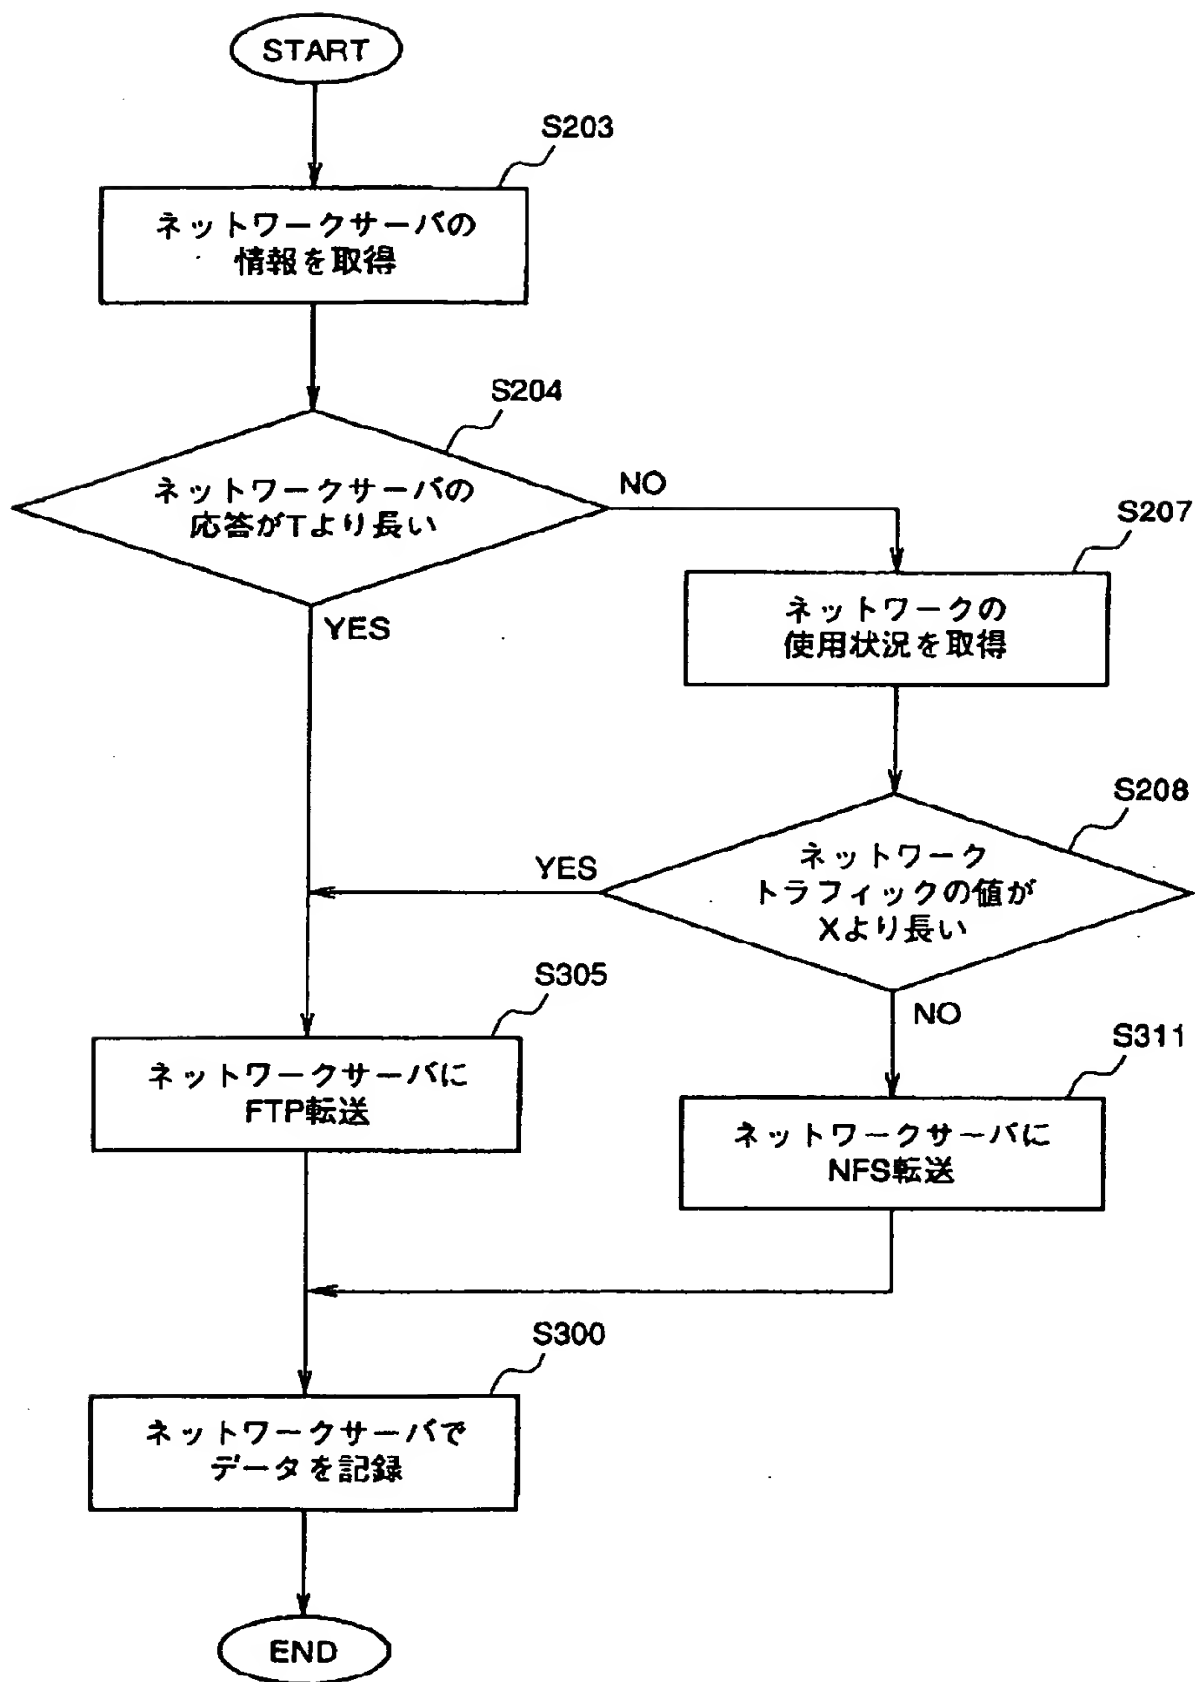 START
S203
ネットワークサーバの
情報を取得
S204
ネットワークサーバの
応答がTより長い
NO
YES
S207
ネットワークの
使用状況を取得
S208
ネットワーク
トラフィックの値が
Xより長い
YES
NO
S305
ネットワークサーバに
FTP転送
S311
ネットワークサーバに
NFS転送
S300
ネットワークサーバで
データを記録
END